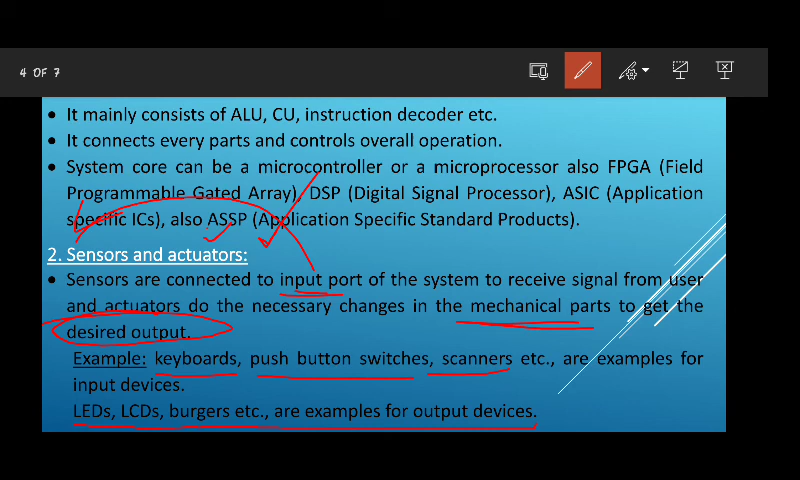 4 OF 7
• It mainly consists of ALU, CU, instruction decoder etc.
• It connects every parts and controls overall operation.
• System core can be a microcontroller or a microprocessor also FPGA (Field
Programmable Gated Array), DSP (Digital Signal Processor), ASIC (Application
specific ICs), also ASSP (Application Specific Standard Products).
2. Sensors and actuators:
• Sensors are connected to input port of the system to receive signal from user
and actuators do the necessary changes in the mechanical parts to get the
desired output.
Example: keyboards, push button switches, scanners etc., are examples for
input devices.
LEDs, LCDs, burgers etc., are examples for output devices.